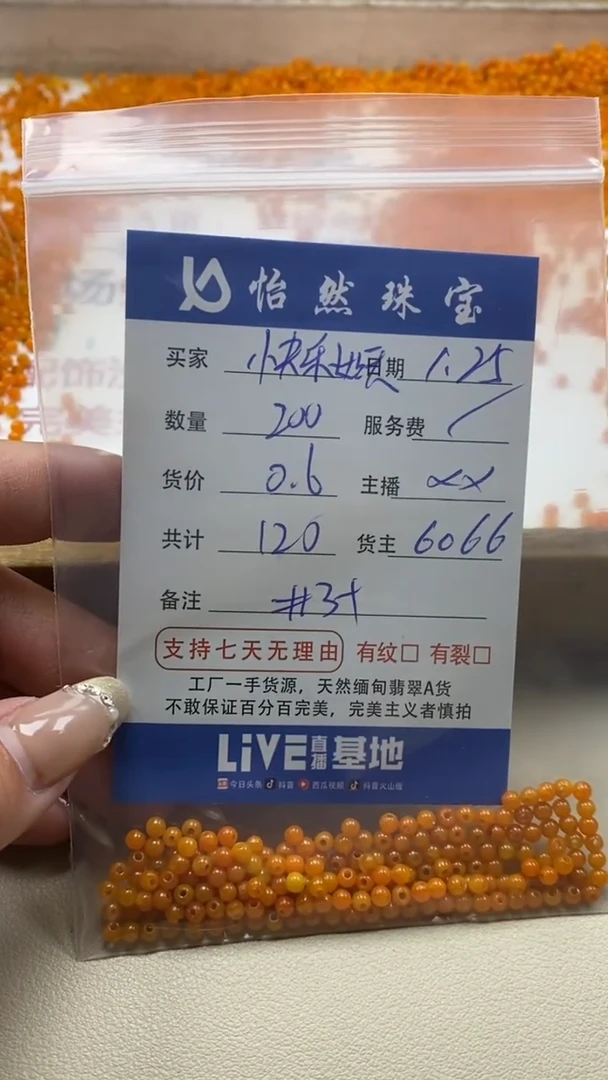 怡然珠宝
买家 小快乐 日期 1.25
数量 200 服务费 /
货价 0.6 主播 xx
共计 120 货主 6066
备注 #3+
支持七天无理由 有纹□ 有裂□
工厂一手货源，天然缅甸翡翠A货
不敢保证百分百完美，完美主义者慎拍
LiVE直播基地
今日头条 抖音 西瓜视频 抖音火山版